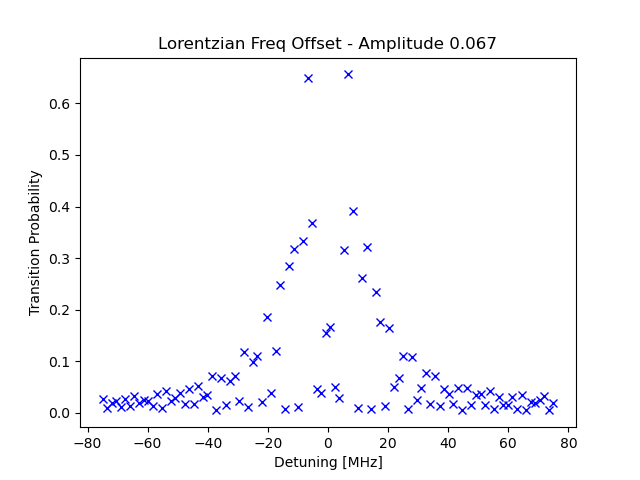 Lorentzian Freq Offset - Amplitude 0.067
Transition Probability
0.6
0.5
0.4
0.3
0.2
0.1
0.0
−80 −60 −40 −20 0 20 40 60 80
Detuning [MHz]